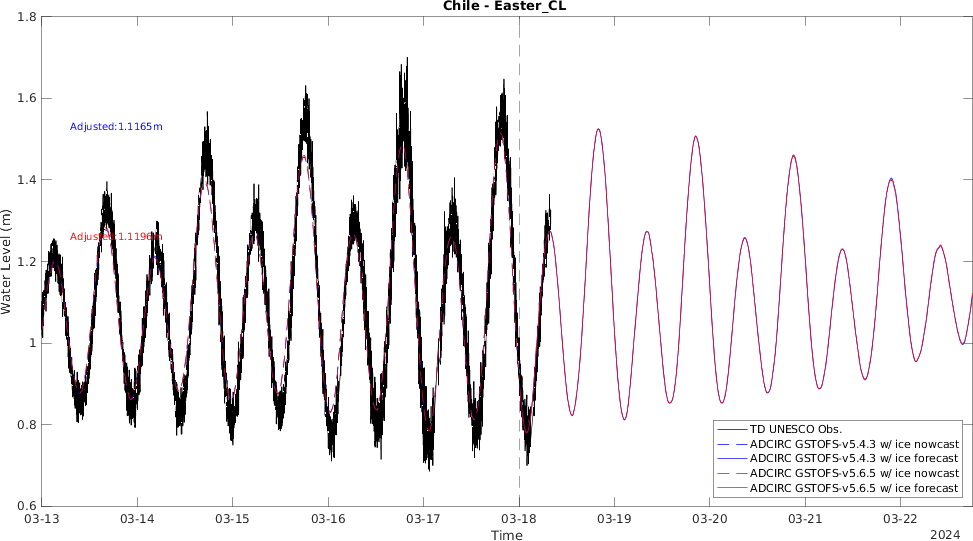 Chile - Easter_CL
1.8
1.6
1.4
1.2
1
0.8
0.6
Water Level (m)
Adjusted:1.1165m
Adjusted:1.1196m
TD UNESCO Obs.
ADCIRC GSTOFS-v5.4.3 w/ ice nowcast
ADCIRC GSTOFS-v5.4.3 w/ ice forecast
ADCIRC GSTOFS-v5.6.5 w/ ice nowcast
ADCIRC GSTOFS-v5.6.5 w/ ice forecast
03-13 03-14 03-15 03-16 03-17 03-18 03-19 03-20 03-21 03-22
Time
2024